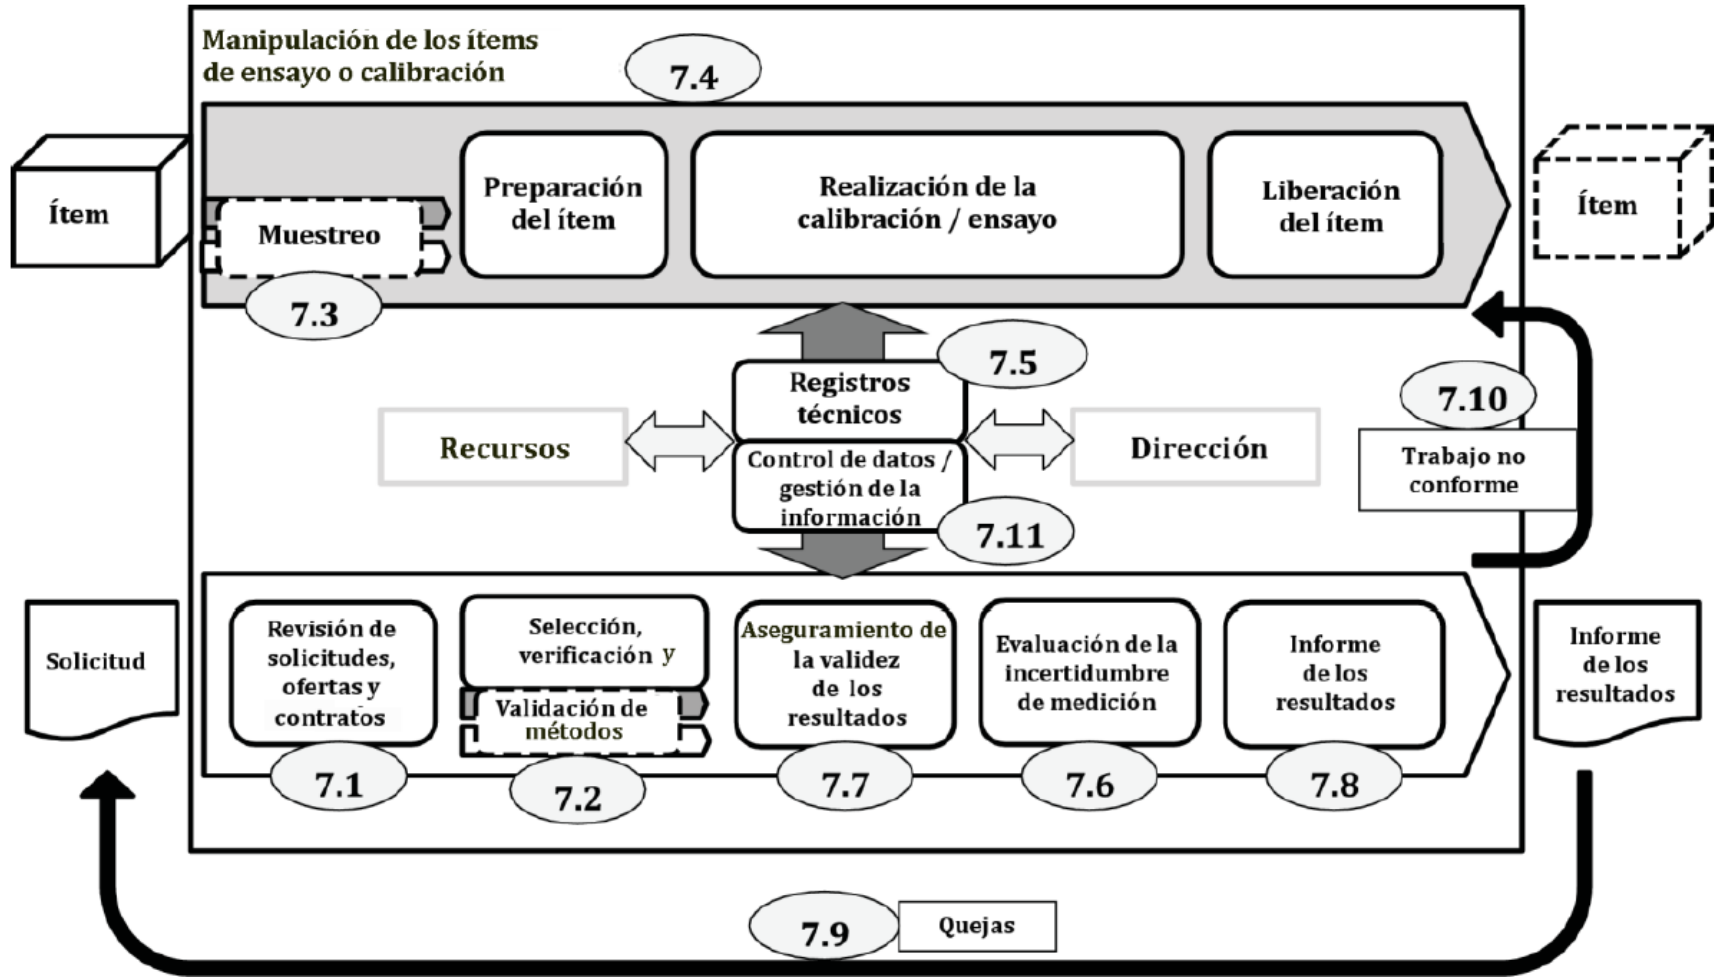 Manipulación de los ítems
de ensayo o calibración
7.4
Ítem
Muestreo
7.3
Preparación
del ítem
Realización de la
calibración / ensayo
Liberación
del ítem
Ítem
Registros
técnicos
7.5
Recursos
Control de datos /
gestión de la
información
7.11
Dirección
7.10
Trabajo no
conforme
Solicitud
Revisión de
solicitudes,
ofertas y
contratos
7.1
Selección,
verificación y
Validación de
métodos
7.2
Aseguramiento de
la validez
de los
resultados
7.7
Evaluación de la
incertidumbre
de medición
7.6
Informe
de los
resultados
7.8
Informe
de los
resultados
7.9
Quejas